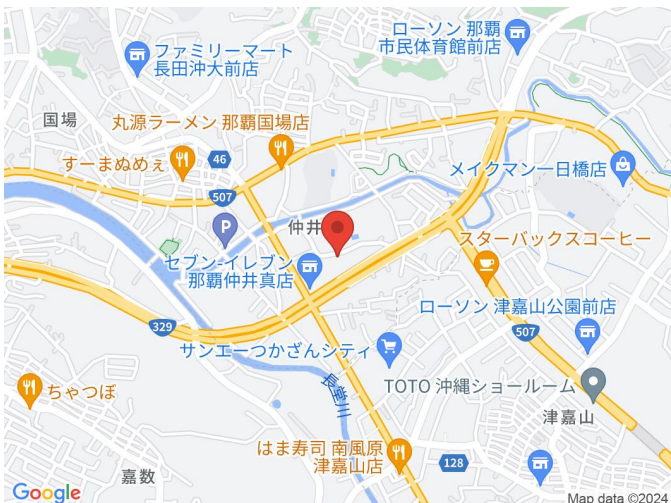 ローソン 那覇
市民体育館前店
ファミリーマート
長田沖大前店
国場
丸源ラーメン 那覇国場店
すーまぬめぇ
46
507
メイクマン一日橋店
P
仲井
スターバックスコーヒー
セブン-イレブン
那覇仲井真店
ローソン 津嘉山公園前店
329
507
サンエーつかざんシティ
長堂川
TOTO 沖縄ショールーム
ちゃつぼ
津嘉山
はま寿司 南風原
津嘉山店
128
嘉数
Google
Map data ©2024